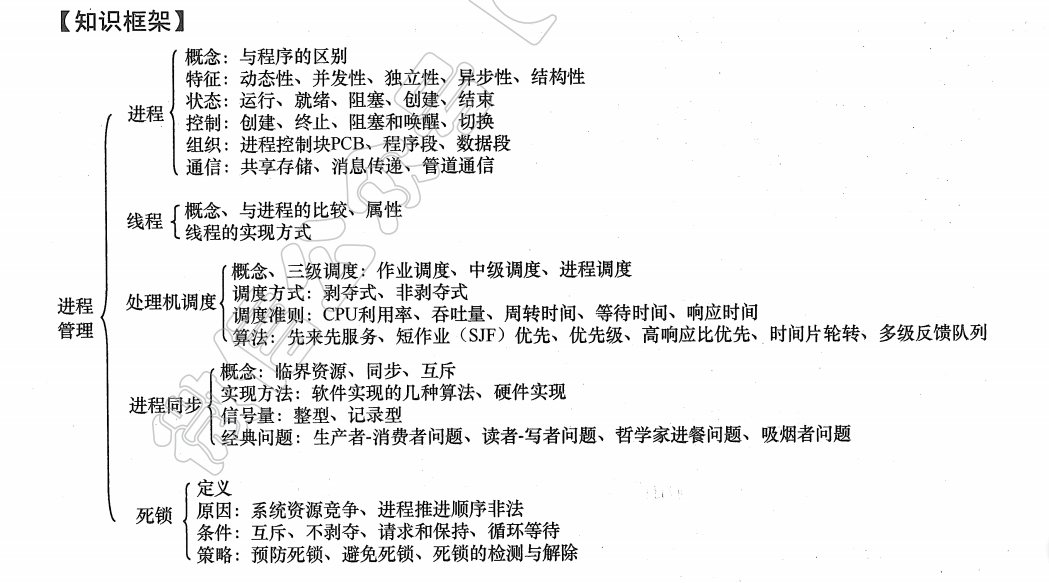 【知识框架】
概念：与程序的区别
特征：动态性、并发性、独立性、异步性、结构性
状态：运行、就绪、阻塞、创建、结束
进程
控制：创建、终止、阻塞和唤醒、切换
组织：进程控制块PCB、程序段、数据段
通信：共享存储、消息传递、管道通信
概念、与进程的比较、属性
线程
线程的实现方式
概念、三级调度：作业调度、中级调度、进程调度
调度方式：剥夺式、非剥夺式
处理机调度
调度准则：CPU利用率、吞吐量、周转时间、等待时间、响应时间
算法：先来先服务、短作业（SJF）优先、优先级、高响应比优先、时间片轮转、多级反馈队列
进程
管理
概念：临界资源、同步、互斥
实现方法：软件实现的几种算法、硬件实现
进程同步
信号量：整型、记录型
经典问题：生产者-消费者问题、读者-写者问题、哲学家进餐问题、吸烟者问题
定义
原因：系统资源竞争、进程推进顺序非法
死锁
条件：互斥、不剥夺、请求和保持、循环等待
策略：预防死锁、避免死锁、死锁的检测与解除
微信公众号